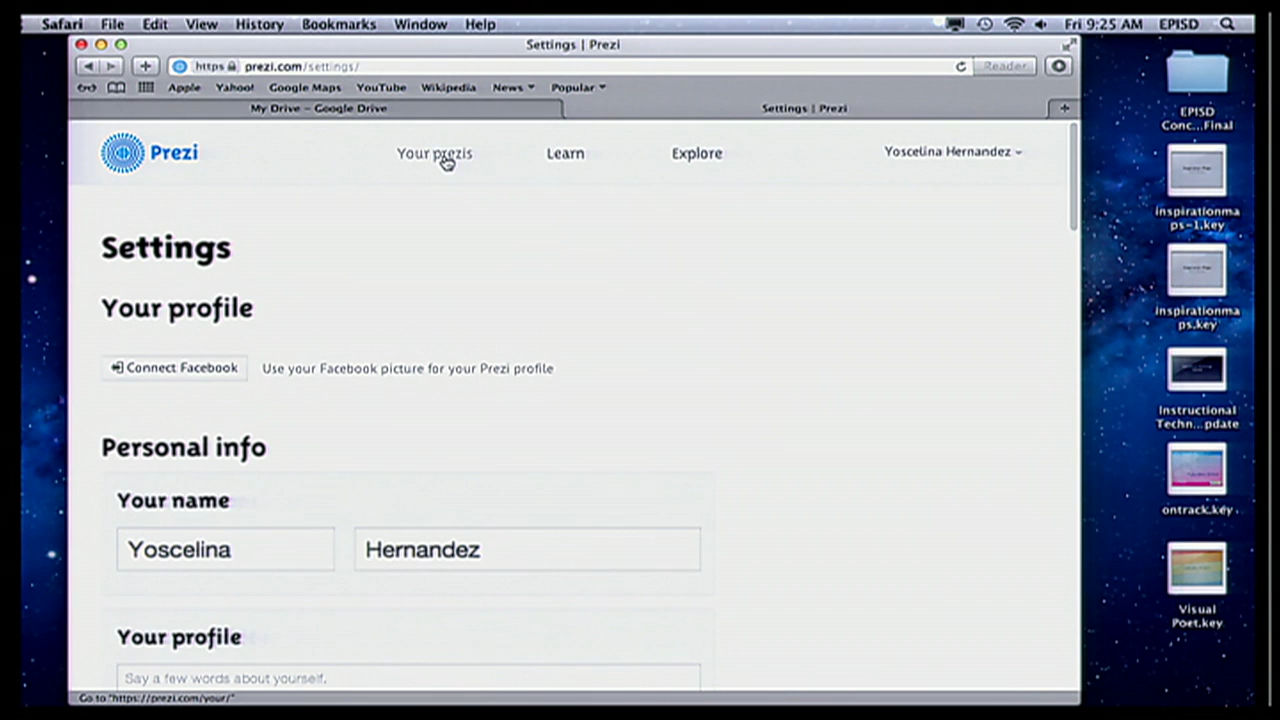 Safari File Edit View History Bookmarks Window Help Fri 9:25 AM EPISD
Settings | Prezi
https prezi.com/settings/ Reader
Apple Yahoo! Google Maps YouTube Wikipedia News Popular
My Drive – Google Drive Settings | Prezi
Prezi Your prezis Learn Explore Yoscelina Hernandez
Settings
Your profile
Connect Facebook Use your Facebook picture for your Prezi profile
Personal info
Your name
Yoscelina Hernandez
Your profile
Say a few words about yourself.
Go to "https://prezi.com/your/"
EPISD
Conc...Final
inspirationma
ps-1.key
inspirationma
ps.key
Instructional
Techn...pdate
ontrack.key
Visual
Poet.key